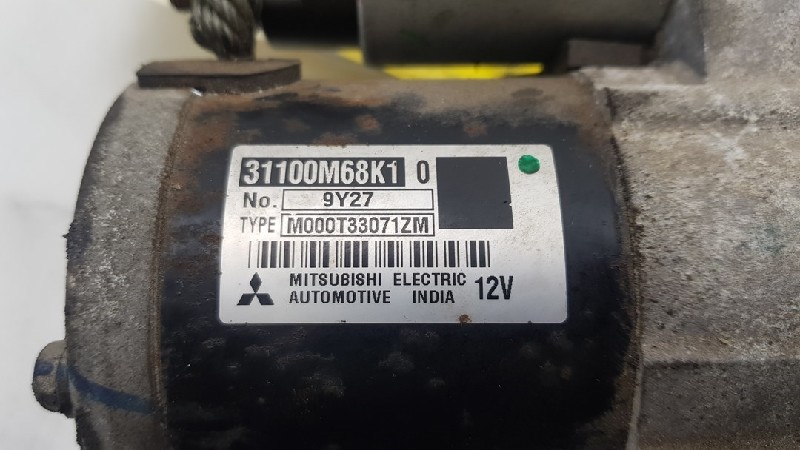 31100M68K1 0
No. 9Y27
TYPE M000T33071ZM
MITSUBISHI ELECTRIC
AUTOMOTIVE INDIA 12V